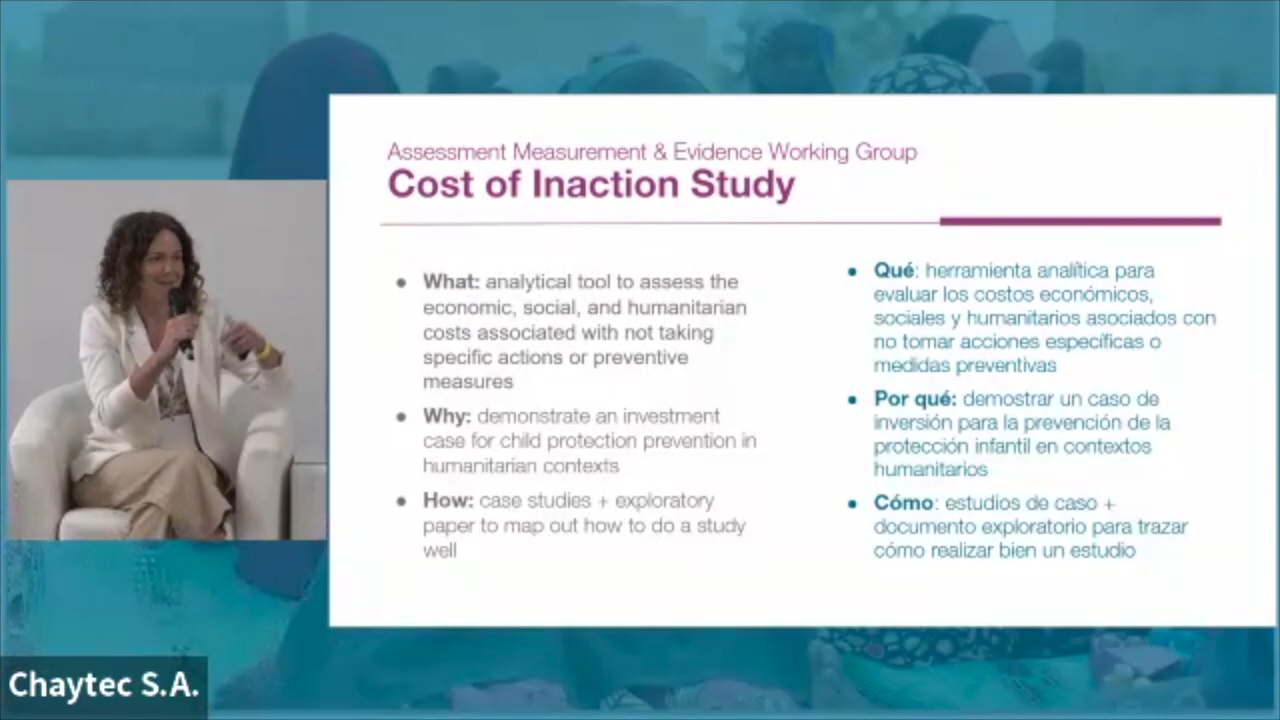 Assessment Measurement & Evidence Working Group
Cost of Inaction Study
● What: analytical tool to assess the
economic, social, and humanitarian
costs associated with not taking
specific actions or preventive
measures
● Why: demonstrate an investment
case for child protection prevention in
humanitarian contexts
● How: case studies + exploratory
paper to map out how to do a study
well
● Qué: herramienta analítica para
evaluar los costos económicos,
sociales y humanitarios asociados con
no tomar acciones específicas o
medidas preventivas
● Por qué: demostrar un caso de
inversión para la prevención de la
protección infantil en contextos
humanitarios
● Cómo: estudios de caso +
documento exploratorio para trazar
cómo realizar bien un estudio
Chaytec S.A.